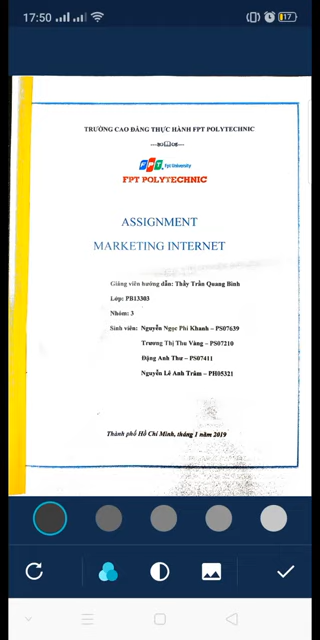 17:50
17
TRƯỜNG CAO ĐẲNG THỰC HÀNH FPT POLYTECHNIC
FPT Fpt University
FPT POLYTECHNIC
ASSIGNMENT
MARKETING INTERNET
Giảng viên hướng dẫn: Thầy Trần Quang Bình
Lớp: PB13303
Nhóm: 3
Sinh viên: Nguyễn Ngọc Phi Khanh – PS07639
Trương Thị Thu Vàng – PS07210
Đặng Anh Thư – PS07411
Nguyễn Lê Anh Trâm – PH05321
Thành phố Hồ Chí Minh, tháng 1 năm 2019